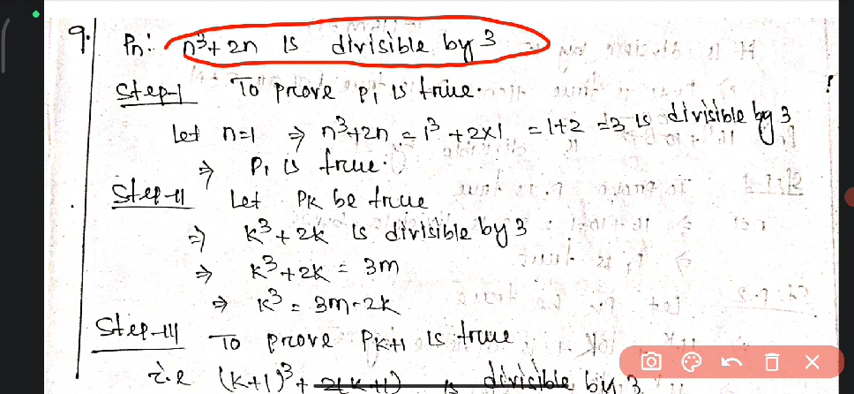 9. Pn: n³+2n is divisible by 3
Step-I To prove P₁ is true.
Let n=1 ⇒ n³+2n = 1³+2×1 = 1+2 = 3 is divisible by 3
⇒ P₁ is true.
Step-II Let PK be true
⇒ K³+2K is divisible by 3
⇒ K³+2K = 3m
⇒ K³ = 3m-2K
Step-III To prove PK+1 is true
i.e (K+1)³+2(K+1) is divisible by 3